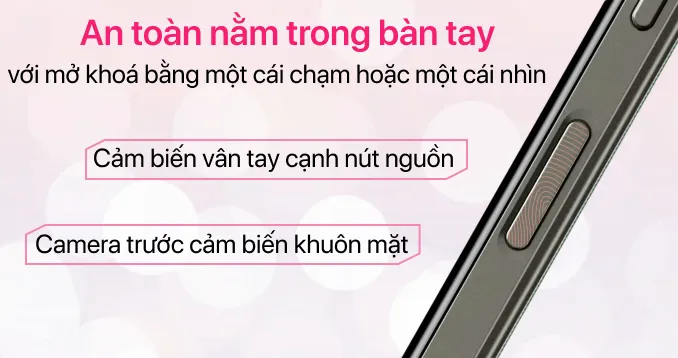 An toàn nằm trong bàn tay
với mở khoá bằng một cái chạm hoặc một cái nhìn
Cảm biến vân tay cạnh nút nguồn
Camera trước cảm biến khuôn mặt